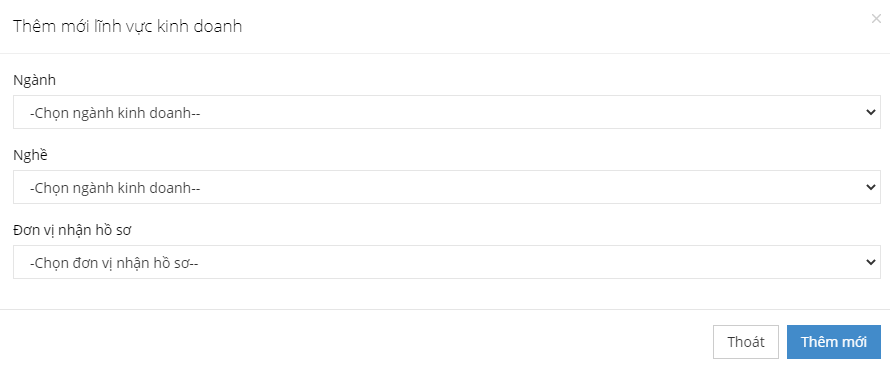 Thêm mới lĩnh vực kinh doanh
×
Ngành
-Chọn ngành kinh doanh--
Nghề
-Chọn ngành kinh doanh--
Đơn vị nhận hồ sơ
-Chọn đơn vị nhận hồ sơ--
Thoát Thêm mới